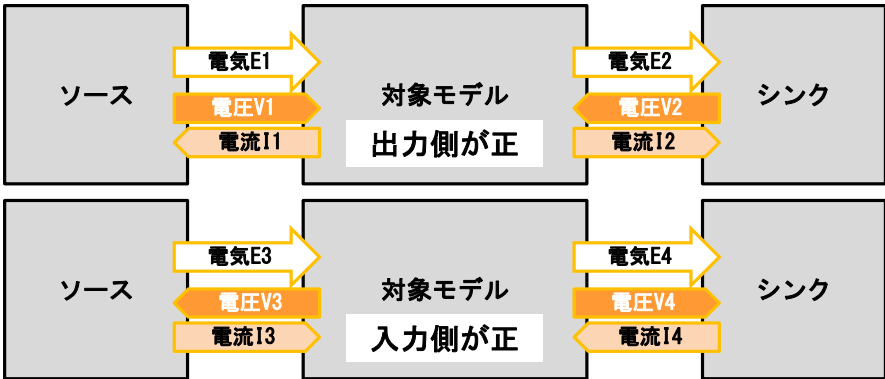 電気E1
電気E2
ソース
電圧V1
対象モデル
電圧V2
シンク
電流I1
出力側が正
電流I2
電気E3
電気E4
ソース
電圧V3
対象モデル
電圧V4
シンク
電流I3
入力側が正
電流I4